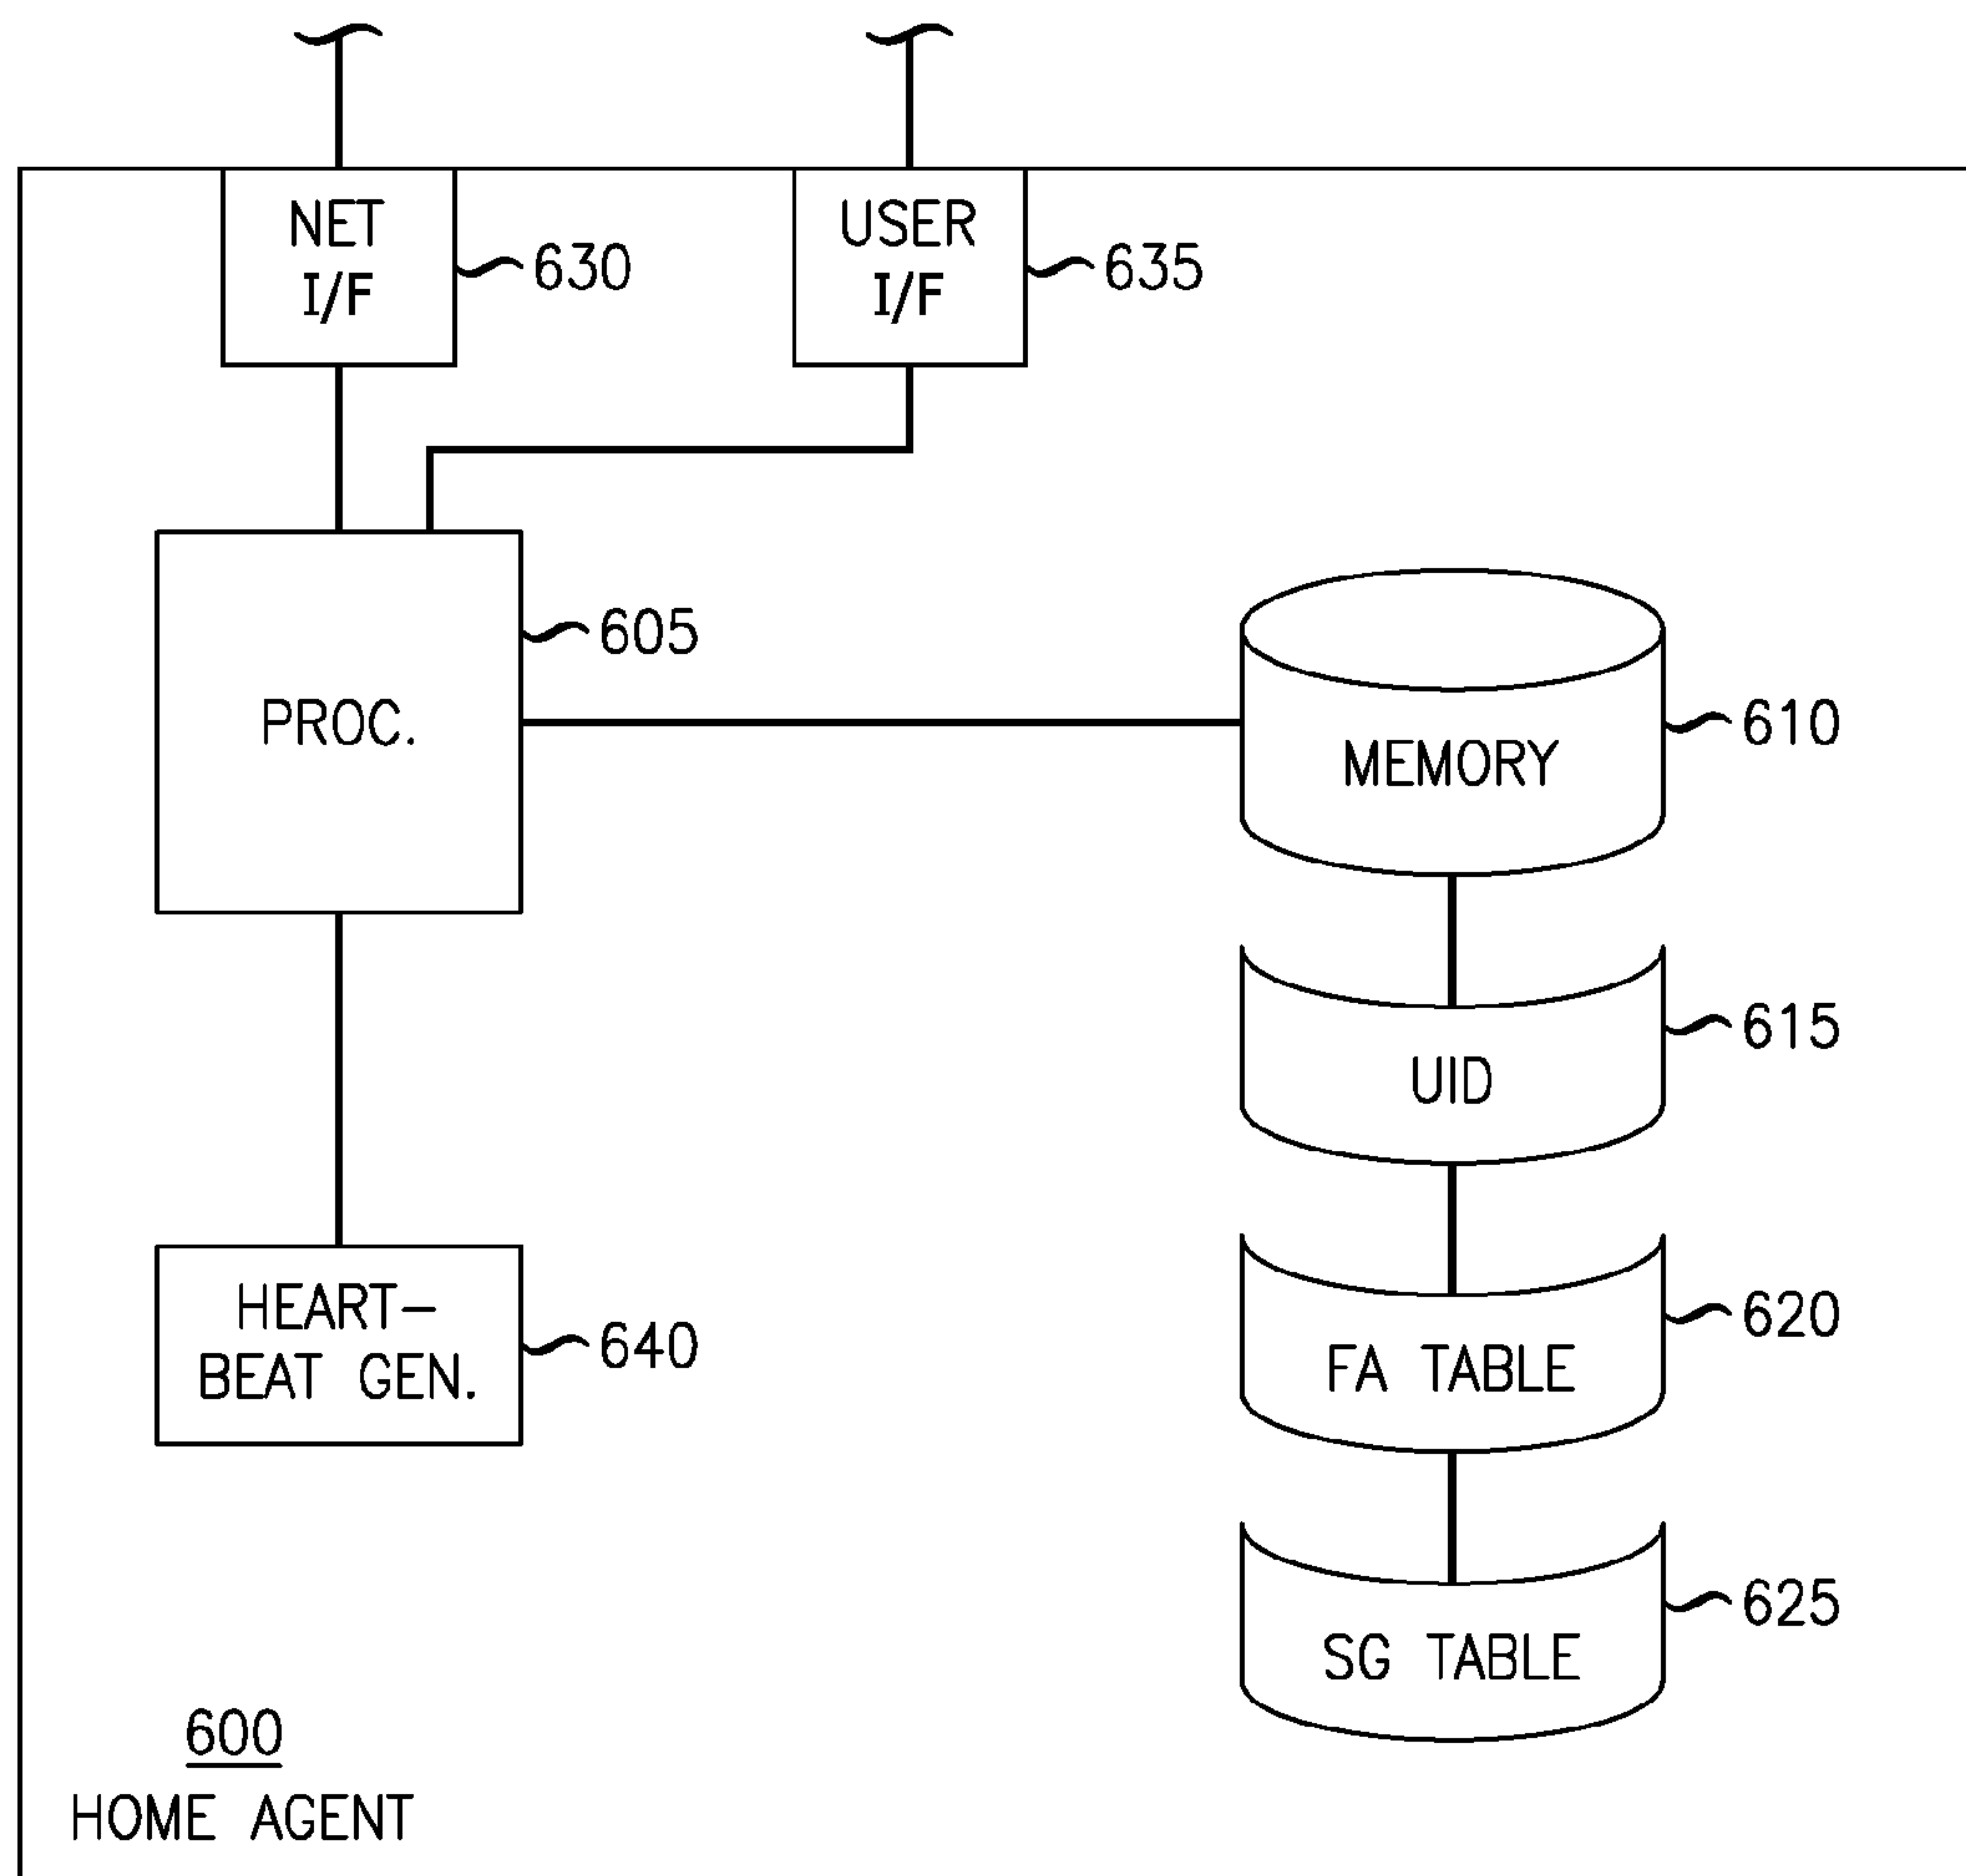 NET
I/F
630
USER
I/F
635
605
PROC.
610
MEMORY
615
UID
HEART-
BEAT GEN.
640
620
FA TABLE
625
SG TABLE
600
HOME AGENT